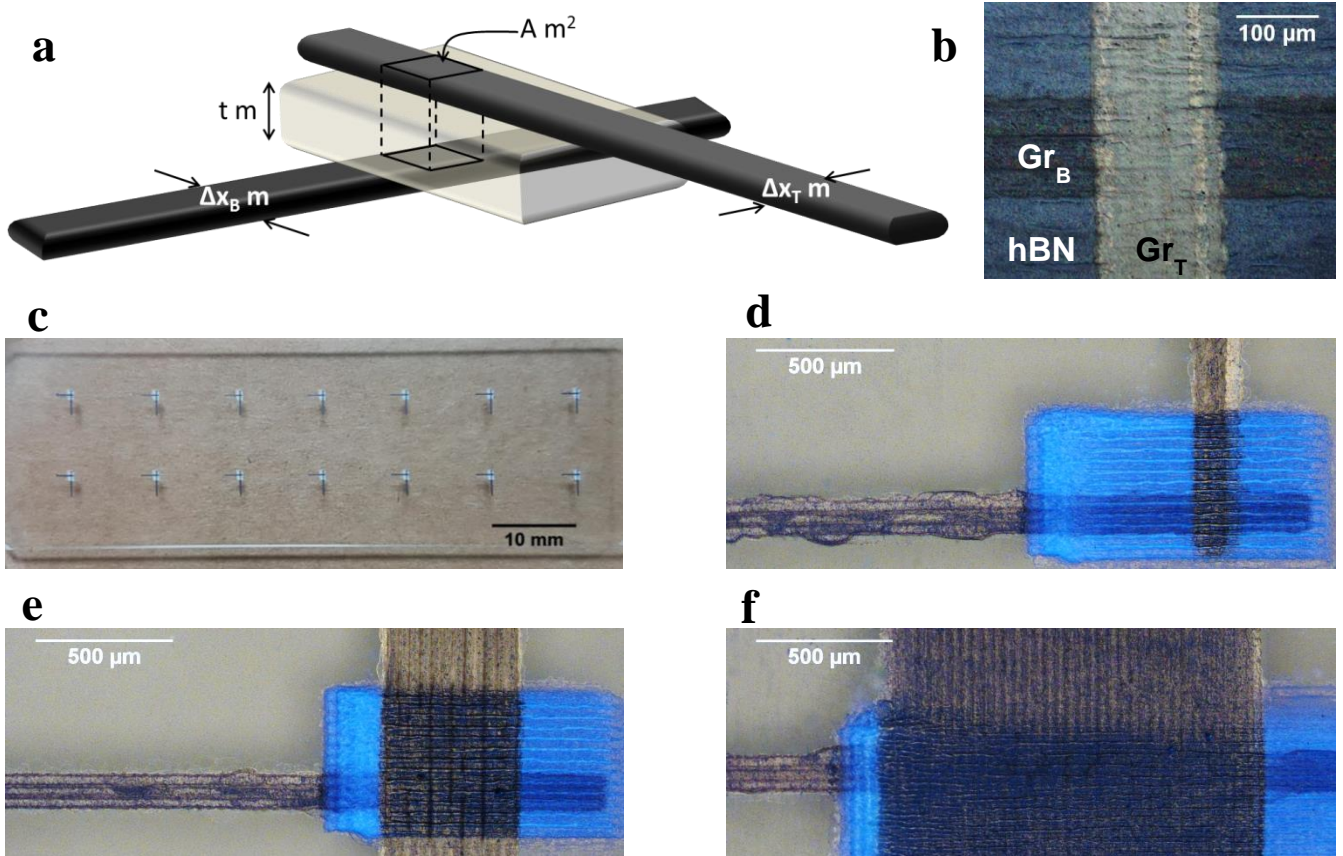 a
A m²
t m
Δx_B m
Δx_T m
b
100 µm
Gr_B
hBN
Gr_T
c
10 mm
d
500 µm
e
500 µm
f
500 µm